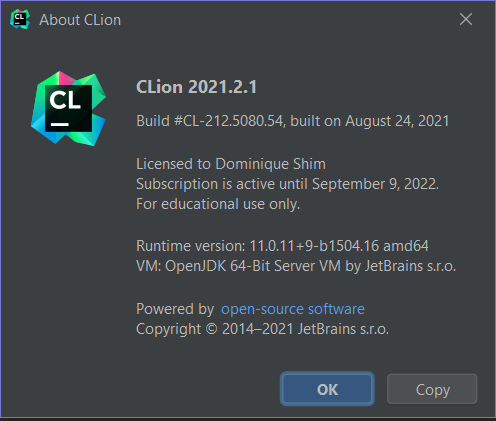 CL
About CLion
CL
CLion 2021.2.1
Build #CL-212.5080.54, built on August 24, 2021
Licensed to Dominique Shim
Subscription is active until September 9, 2022.
For educational use only.
Runtime version: 11.0.11+9-b1504.16 amd64
VM: OpenJDK 64-Bit Server VM by JetBrains s.r.o.
Powered by open-source software
Copyright © 2014–2021 JetBrains s.r.o.
OK
Copy